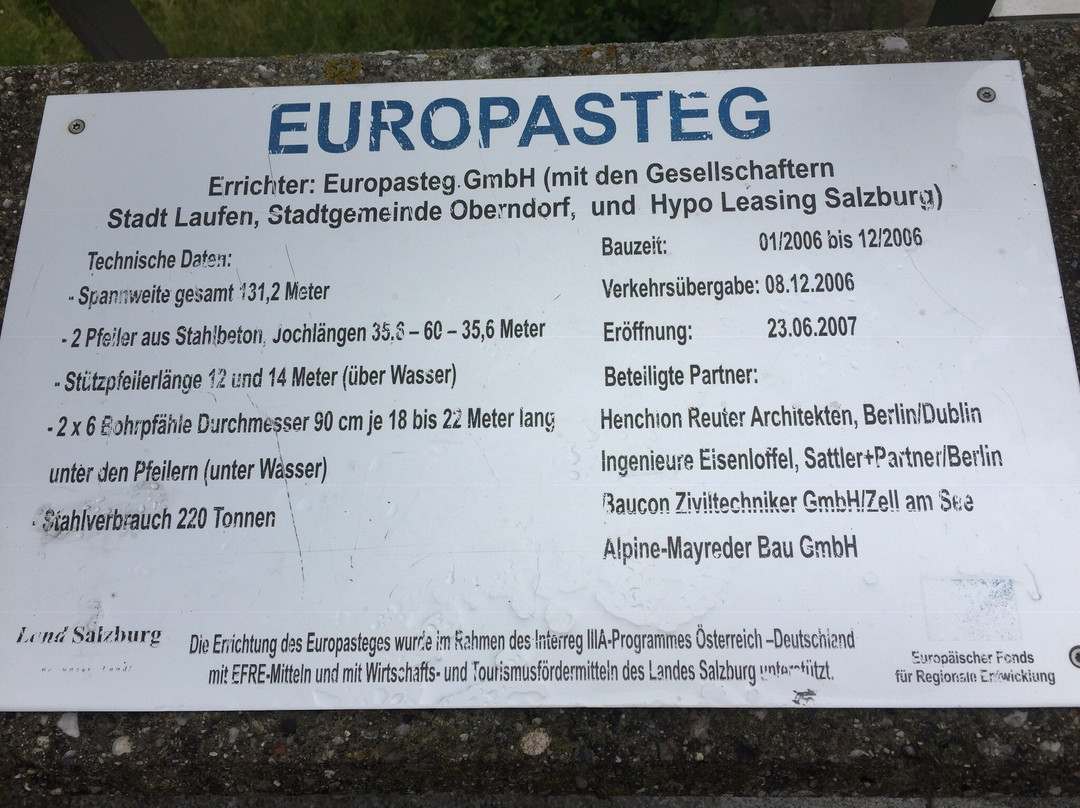 EUROPASTEG
Errichter: Europasteg GmbH (mit den Gesellschaftern
Stadt Laufen, Stadtgemeinde Oberndorf, und Hypo Leasing Salzburg)
Technische Daten:
- Spannweite gesamt 131,2 Meter
- 2 Pfeiler aus Stahlbeton, Jochlängen 35,6 – 60 – 35,6 Meter
- Stützpfeilerlänge 12 und 14 Meter (über Wasser)
- 2 x 6 Bohrpfähle Durchmesser 90 cm je 18 bis 22 Meter lang
unter den Pfeilern (unter Wasser)
- Stahlverbrauch 220 Tonnen
Bauzeit: 01/2006 bis 12/2006
Verkehrsübergabe: 08.12.2006
Eröffnung: 23.06.2007
Beteiligte Partner:
Henchion Reuter Architekten, Berlin/Dublin
Ingenieure Eisenloffel, Sattler+Partner/Berlin
Baucon Ziviltechniker GmbH/Zell am See
Alpine-Mayreder Bau GmbH
Land Salzburg
Die Errichtung des Europasteges wurde im Rahmen des Interreg IIIA-Programmes Österreich –Deutschland
mit EFRE-Mitteln und mit Wirtschafts- und Tourismusfördermitteln des Landes Salzburg unterstützt.
Europäischer Fonds
für Regionale Entwicklung